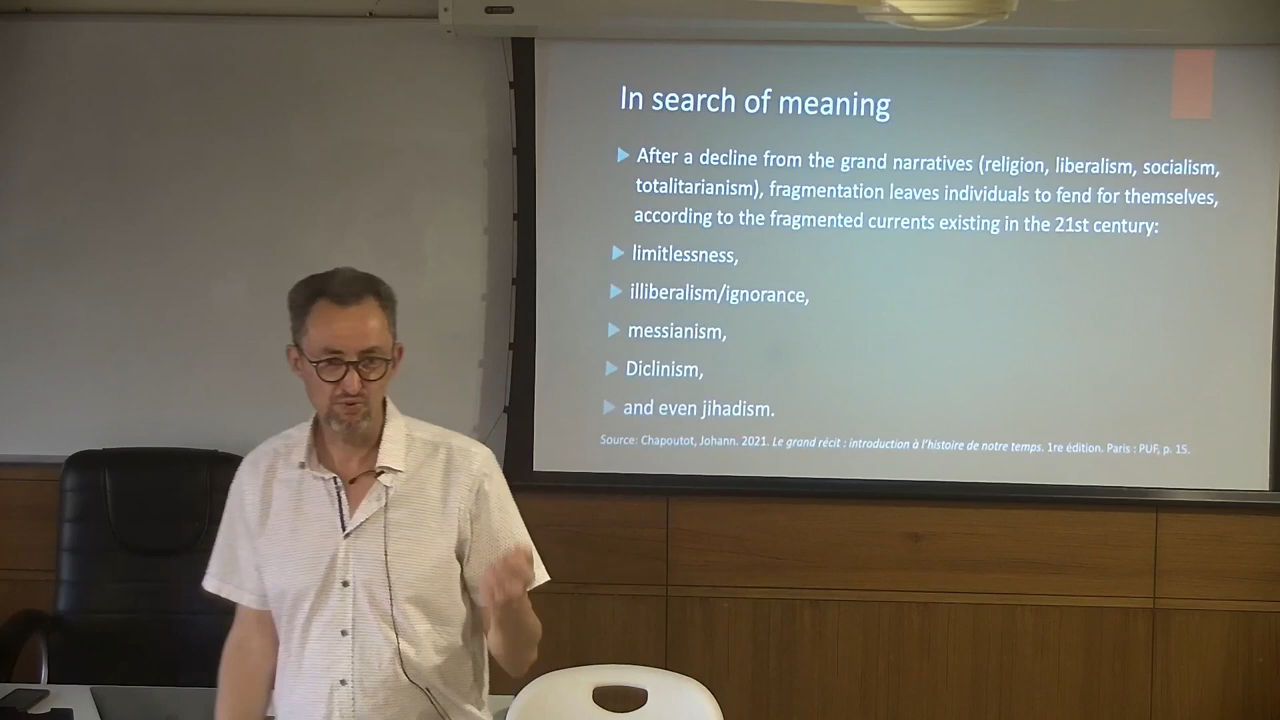 In search of meaning
After a decline from the grand narratives (religion, liberalism, socialism,
totalitarianism), fragmentation leaves individuals to fend for themselves,
according to the fragmented currents existing in the 21st century:
limitlessness,
illiberalism/ignorance,
messianism,
Diclinism,
and even jihadism.
Source: Chapoutot, Johann. 2021. Le grand récit : introduction à l'histoire de notre temps. 1re édition. Paris : PUF, p. 15.